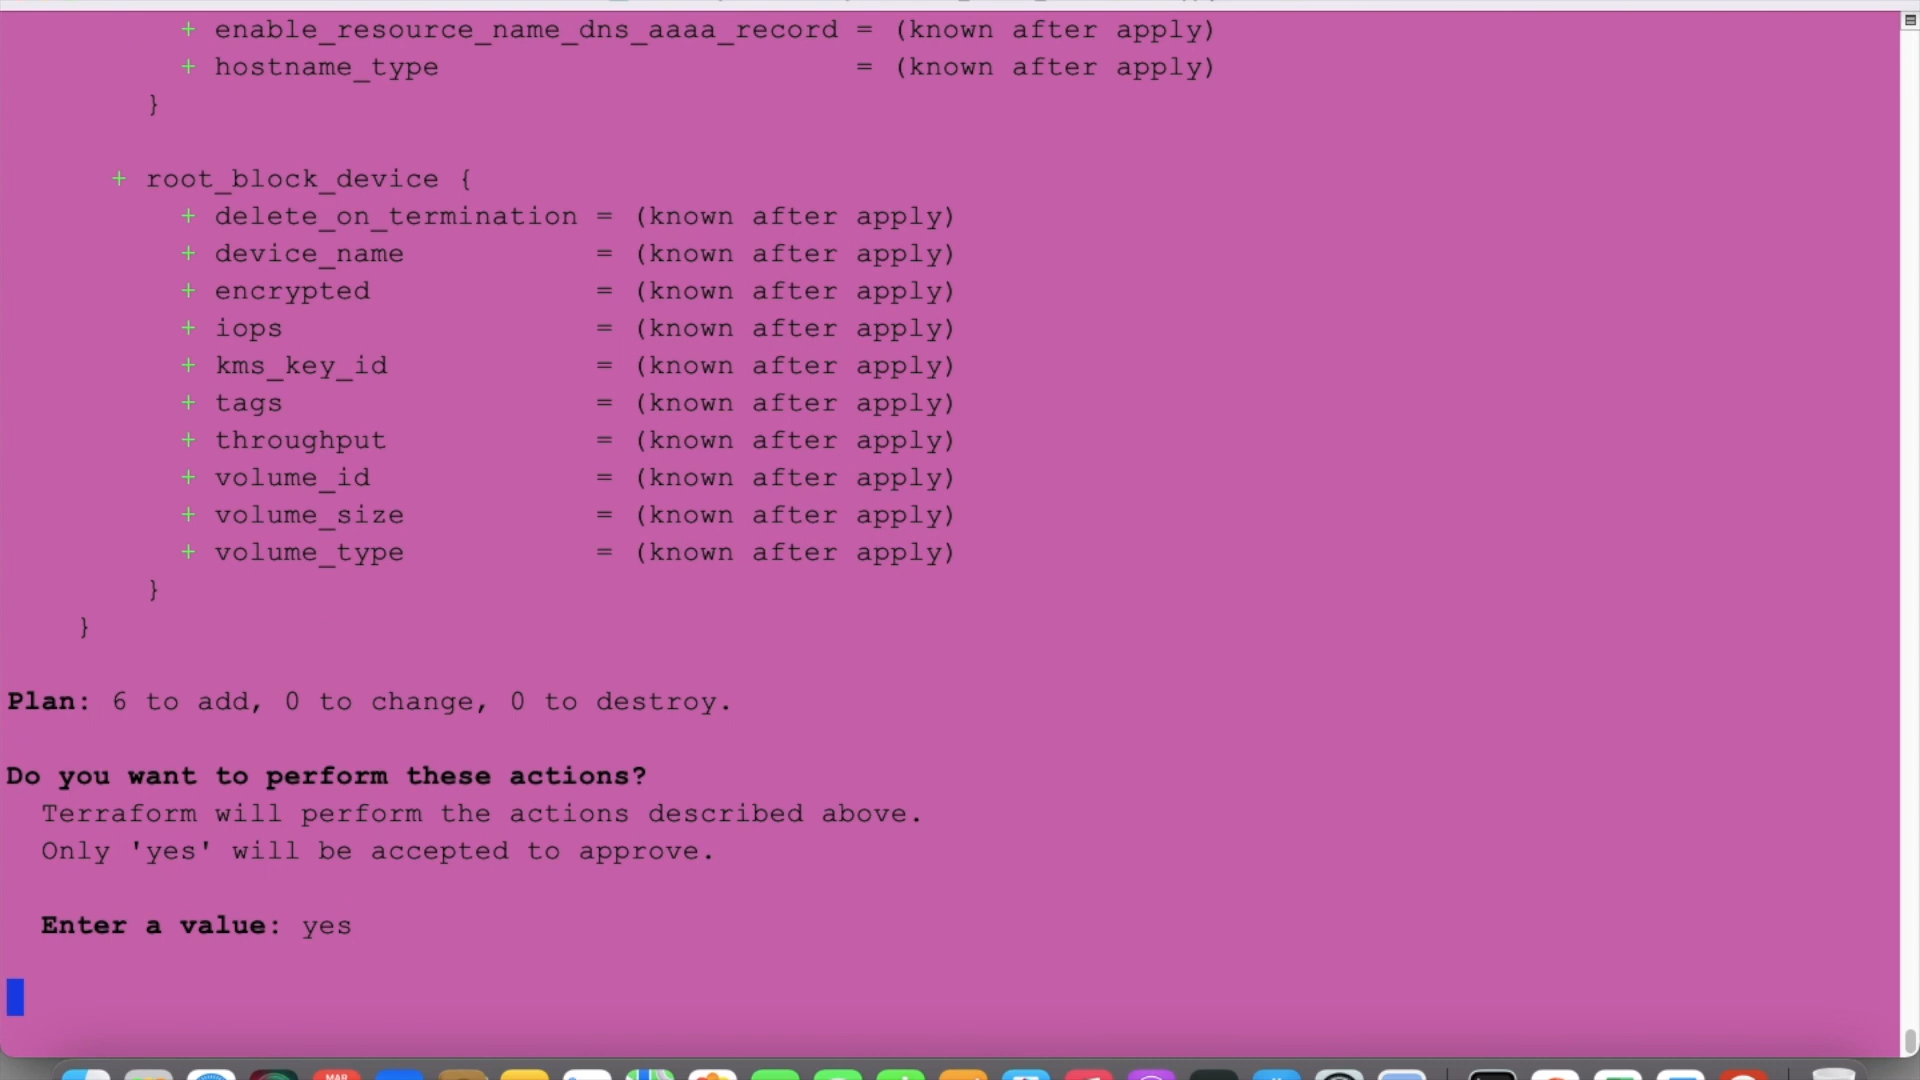 + enable_resource_name_dns_aaaa_record = (known after apply)
+ hostname_type = (known after apply)
}
+ root_block_device {
+ delete_on_termination = (known after apply)
+ device_name = (known after apply)
+ encrypted = (known after apply)
+ iops = (known after apply)
+ kms_key_id = (known after apply)
+ tags = (known after apply)
+ throughput = (known after apply)
+ volume_id = (known after apply)
+ volume_size = (known after apply)
+ volume_type = (known after apply)
}
}
Plan: 6 to add, 0 to change, 0 to destroy.
Do you want to perform these actions?
Terraform will perform the actions described above.
Only 'yes' will be accepted to approve.
Enter a value: yes
MAR